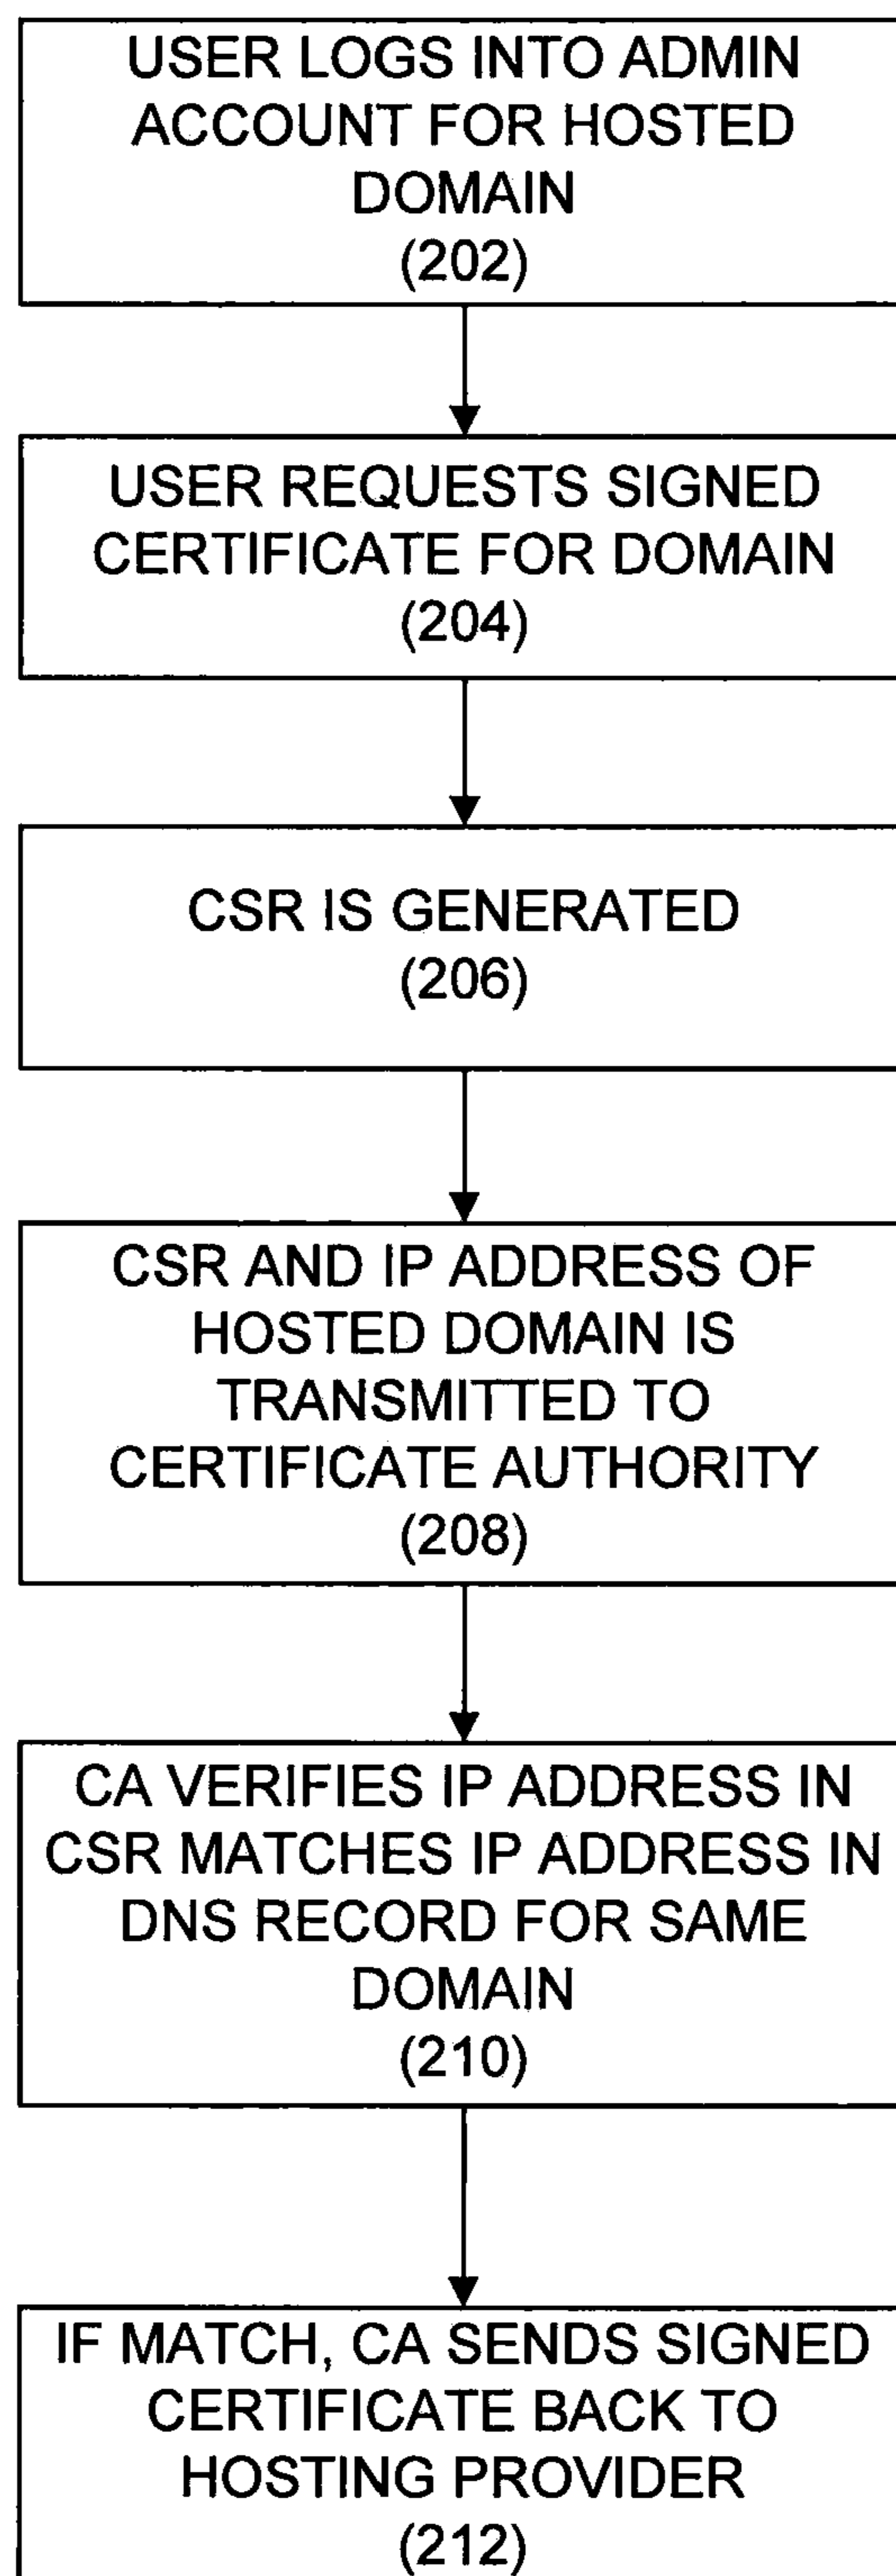 USER LOGS INTO ADMIN
ACCOUNT FOR HOSTED
DOMAIN
(202)
USER REQUESTS SIGNED
CERTIFICATE FOR DOMAIN
(204)
CSR IS GENERATED
(206)
CSR AND IP ADDRESS OF
HOSTED DOMAIN IS
TRANSMITTED TO
CERTIFICATE AUTHORITY
(208)
CA VERIFIES IP ADDRESS IN
CSR MATCHES IP ADDRESS IN
DNS RECORD FOR SAME
DOMAIN
(210)
IF MATCH, CA SENDS SIGNED
CERTIFICATE BACK TO
HOSTING PROVIDER
(212)